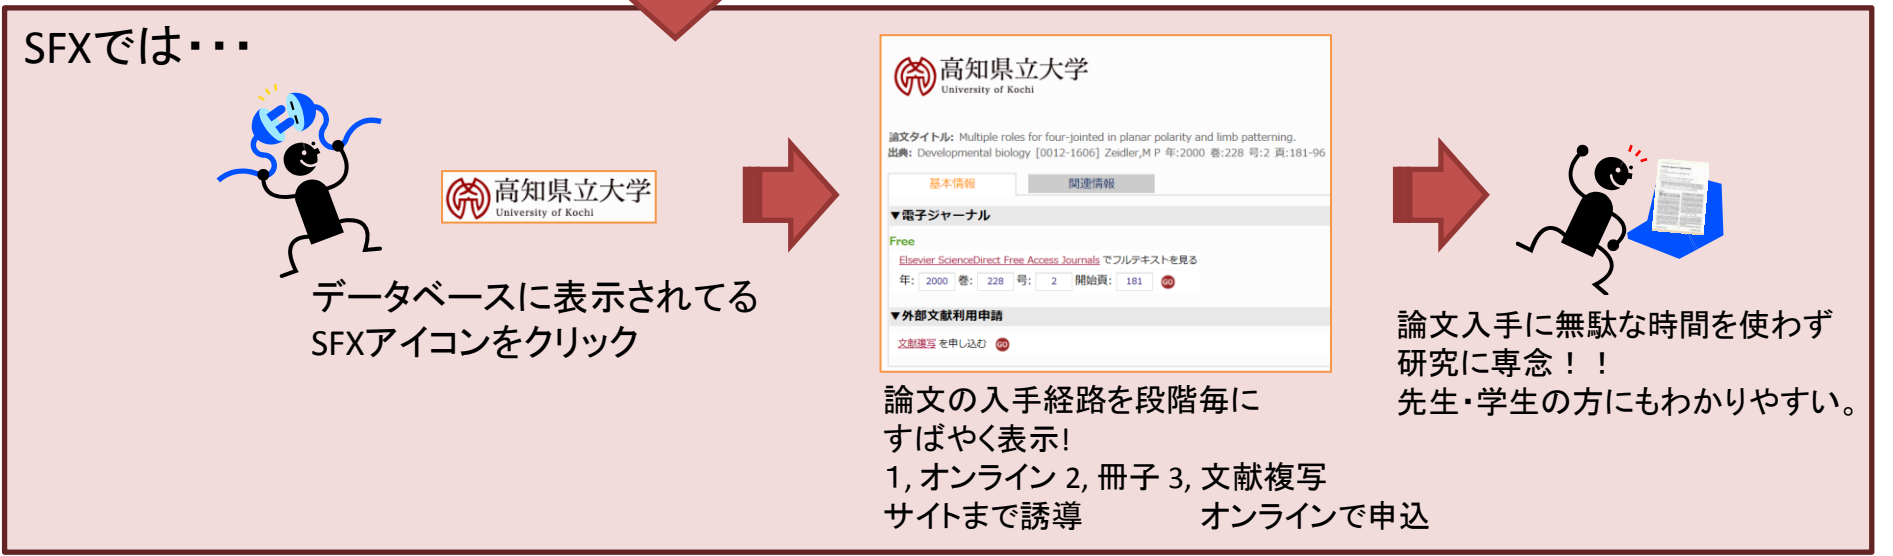 SFXでは・・・
高知県立大学
University of Kochi
データベースに表示されてる
SFXアイコンをクリック
高知県立大学
University of Kochi
論文タイトル: Multiple roles for four-jointed in planar polarity and limb patterning.
出典: Developmental biology [0012-1606] Zeidler,M P 年:2000 巻:228 号:2 頁:181-96
基本情報 関連情報
▼電子ジャーナル
Free
Elsevier ScienceDirect Free Access Journals でフルテキストを見る
年: 2000 巻: 228 号: 2 開始頁: 181 GO
▼外部文献利用申請
文献複写 を申し込む GO
論文の入手経路を段階毎に
すばやく表示!
1, オンライン 2, 冊子 3, 文献複写
サイトまで誘導 オンラインで申込
論文入手に無駄な時間を使わず
研究に専念！！
先生・学生の方にもわかりやすい。